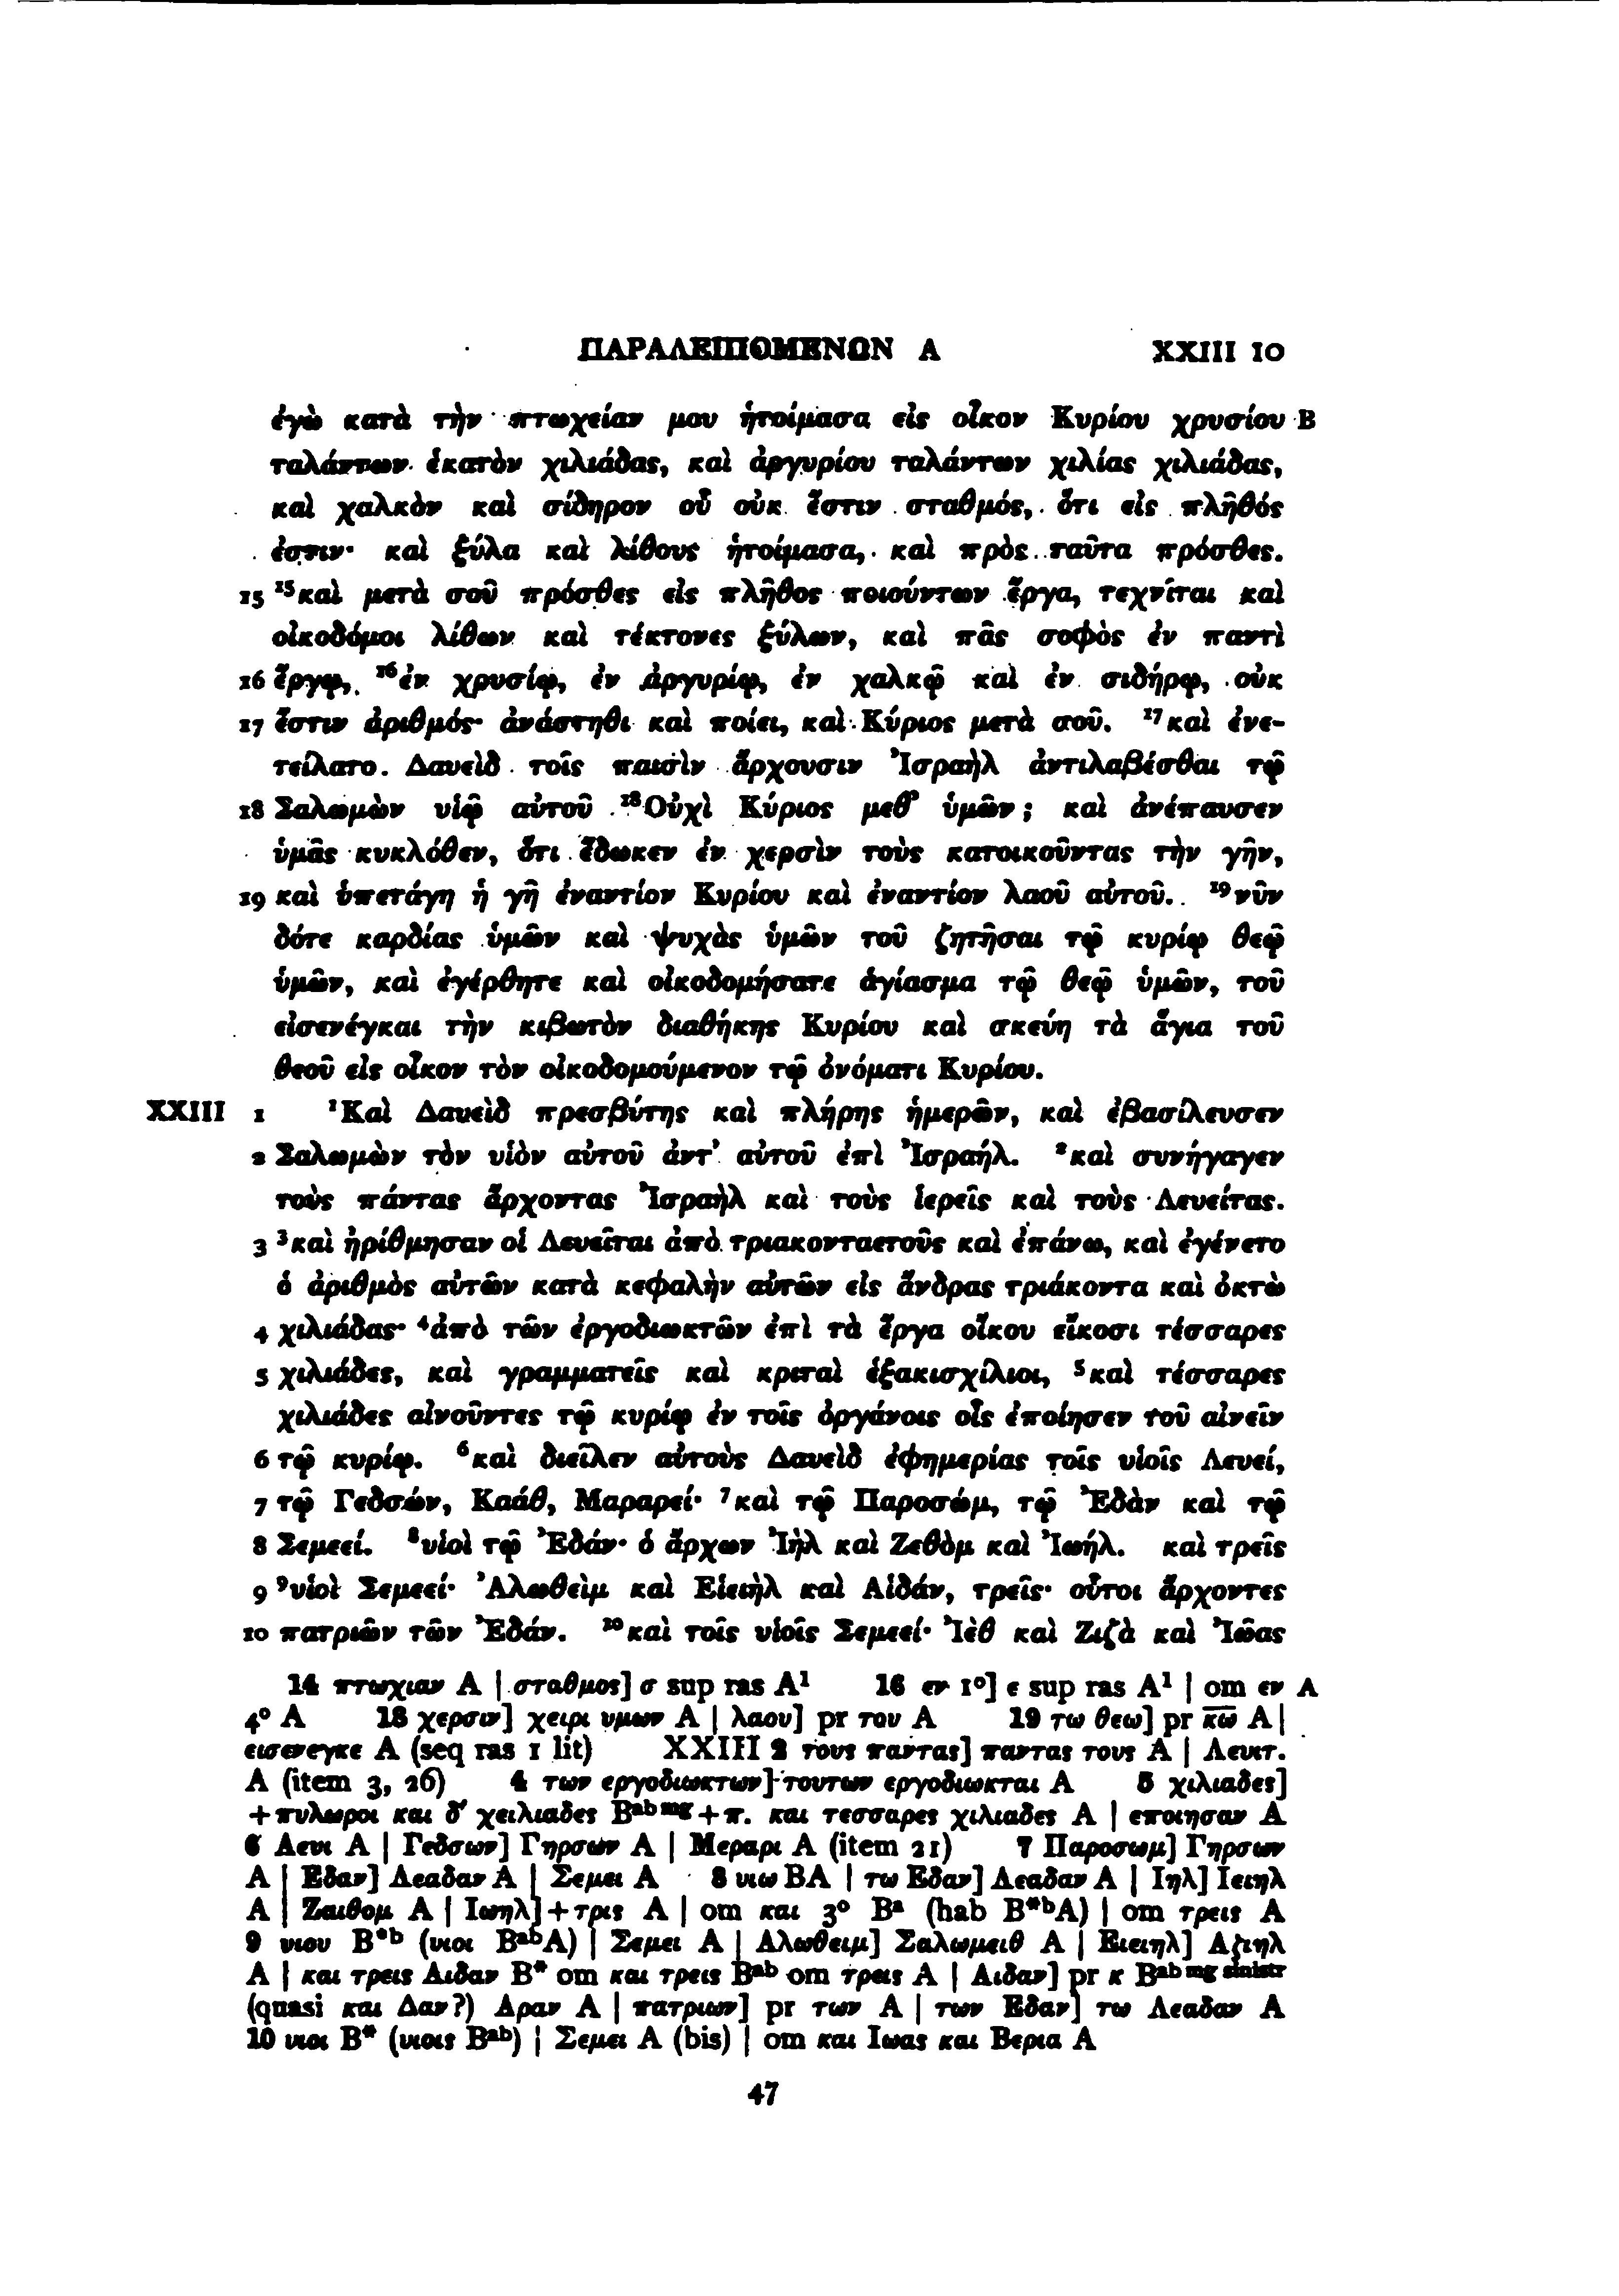 ΠΑΡΑΛΕΙΠΟΜΕΝΩΝ Α XXIII 10
ἐγὼ κατὰ τὴν πτωχείαν μου ἡτοίμασα εἰς οἶκον Κυρίου χρυσίου B
ταλάντων ἑκατὸν χιλιάδας, καὶ ἀργυρίου ταλάντων χιλίας χιλιάδας,
καὶ χαλκὸν καὶ σίδηρον οὗ οὐκ ἔστιν σταθμός, ὅτι εἰς πλῆθός
ἐστιν· καὶ ξύλα καὶ λίθους ἡτοίμασα, καὶ πρὸς ταῦτα πρόσθες.
15 ¹⁵καὶ μετὰ σοῦ πρόσθες εἰς πλῆθος ποιούντων ἔργα, τεχνῖται καὶ
οἰκοδόμοι λίθων καὶ τέκτονες ξύλων, καὶ πᾶς σοφὸς ἐν παντὶ
16 ἔργῳ, ¹⁶ἐν χρυσίῳ, ἐν ἀργυρίῳ, ἐν χαλκῷ καὶ ἐν σιδήρῳ, οὐκ
17 ἔστιν ἀριθμός· ἀνάστηθι καὶ ποίει, καὶ Κύριος μετὰ σοῦ. ¹⁷καὶ ἐνε-
τείλατο Δαυεὶδ τοῖς παισὶν ἄρχουσιν Ἰσραὴλ ἀντιλαβέσθαι τῷ
18 Σαλωμὼν υἱῷ αὐτοῦ ¹⁸Οὐχὶ Κύριος μεθ᾽ ὑμῶν; καὶ ἀνέπαυσεν
ὑμᾶς κυκλόθεν, ὅτι ἔδωκεν ἐν χερσὶν τοὺς κατοικοῦντας τὴν γῆν,
19 καὶ ὑπετάγη ἡ γῆ ἐναντίον Κυρίου καὶ ἐναντίον λαοῦ αὐτοῦ. ¹⁹νῦν
δότε καρδίας ὑμῶν καὶ ψυχὰς ὑμῶν τοῦ ζητῆσαι τῷ κυρίῳ θεῷ
ὑμῶν, καὶ ἐγέρθητε καὶ οἰκοδομήσατε ἁγίασμα τῷ θεῷ ὑμῶν, τοῦ
εἰσενέγκαι τὴν κιβωτὸν διαθήκης Κυρίου καὶ σκεύη τὰ ἅγια τοῦ
θεοῦ εἰς οἶκον τὸν οἰκοδομούμενον τῷ ὀνόματι Κυρίου.
XXIII 1 ¹Καὶ Δαυεὶδ πρεσβύτης καὶ πλήρης ἡμερῶν, καὶ ἐβασίλευσεν
2 Σαλωμὼν τὸν υἱὸν αὐτοῦ ἀντ᾽ αὐτοῦ ἐπὶ Ἰσραήλ. ²καὶ συνήγαγεν
τοὺς πάντας ἄρχοντας Ἰσραὴλ καὶ τοὺς ἱερεῖς καὶ τοὺς Λευείτας.
3 ³καὶ ἠρίθμησαν οἱ Λευεῖται ἀπὸ τριακονταετοῦς καὶ ἐπάνω, καὶ ἐγένετο
ὁ ἀριθμὸς αὐτῶν κατὰ κεφαλὴν αὐτῶν εἰς ἄνδρας τριάκοντα καὶ ὀκτὼ
4 χιλιάδας· ⁴ἀπὸ τῶν ἐργοδιωκτῶν ἐπὶ τὰ ἔργα οἴκου εἴκοσι τέσσαρες
5 χιλιάδες, καὶ γραμματεῖς καὶ κριταὶ ἑξακισχίλιοι, ⁵καὶ τέσσαρες
χιλιάδες αἰνοῦντες τῷ κυρίῳ ἐν τοῖς ὀργάνοις οἷς ἐποίησεν τοῦ αἰνεῖν
6 τῷ κυρίῳ. ⁶καὶ διεῖλεν αὐτοὺς Δαυεὶδ ἐφημερίας τοῖς υἱοῖς Λευεί,
7 τῷ Γεδσών, Καάθ, Μαραρεί· ⁷καὶ τῷ Παροσώμ, τῷ Ἐδὰν καὶ τῷ
8 Σεμεεί. ⁸υἱοὶ τῷ Ἐδάν· ὁ ἄρχων Ἰὴλ καὶ Ζεθὸμ καὶ Ἰωήλ. καὶ τρεῖς
9 ⁹υἱοὶ Σεμεεί· Ἀλωθεὶμ καὶ Εἱειὴλ καὶ Αἰδάν, τρεῖς· οὗτοι ἄρχοντες
10 πατριῶν τῶν Ἐδάν. ¹⁰καὶ τοῖς υἱοῖς Σεμεεί· Ἰὲθ καὶ Ζιζὰ καὶ Ἰῶας
14 πτωχιαν A | σταθμος] σ sup ras A¹ 16 εν 1°] ε sup ras A¹ | om εν A
4° A 18 χερσιν] χειρι υμων A | λαου] pr του A 19 τω θεω] pr κ̅ω̅ A |
εισενεγκε A (seq ras 1 lit) XXIII 2 τους παντας] παντας τους A | Λευιτ.
A (item 3, 26) 4 των εργοδιωκτων] τουτων εργοδιωκται A 5 χιλιαδες]
+πυλωροι και δ′ χειλιαδες Bᵃᵇ ᵐᵍ +π. και τεσσαρες χιλιαδες A | εποιησαν A
6 Λευι A | Γεδσων] Γηρσων A | Μεραρι A (item 21) 7 Παροσωμ] Γηρσων
A | Εδαν] Λεαδαν A | Σεμει A 8 υιω BA | τω Εδαν] Λεαδαν A | Ιηλ] Ιειηλ
A | Ζαιθομ A | Ιωηλ]+τρις A | om και 3° Bᵃ (hab B*ᵇA) | om τρεις A
9 υιου B*ᵇ (υιοι BᵃᵇA) | Σεμει A | Αλωθειμ] Σαλωμειθ A | Ειειηλ] Αζιηλ
A | και τρεις Αιδαν B* om και τρεις Bᵃᵇ om τρεις A | Αιδαν] pr κ Bᵃᵇ ᵐᵍ ˢⁱⁿⁱˢᵗʳ
(quasi και Δαν?) Αραν A | πατριων] pr των A | των Εδαν] τω Λεαδαν A
10 υιοι B* (υιοις Bᵃᵇ) | Σεμει A (bis) | om και Ιωας και Βερια A
47